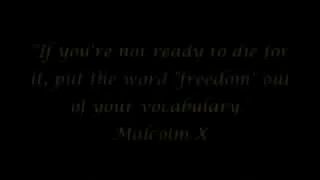 "If you're not ready to die for
it, put the word "freedom' out
of your vocabulary."
Malcolm X